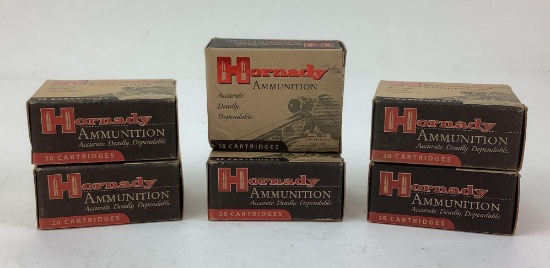 Hornady
AMMUNITION
Accurate. Deadly. Dependable.
20 CARTRIDGES
Hornady
AMMUNITION
Accurate. Deadly. Dependable.
20 CARTRIDGES
Hornady
AMMUNITION
Accurate.
Deadly.
Dependable.
20 CARTRIDGES
Hornady
AMMUNITION
Accurate. Deadly. Dependable.
20 CARTRIDGES
Hornady
AMMUNITION
Accurate. Deadly. Dependable.
20 CARTRIDGES
Hornady
AMMUNITION
Accurate. Deadly. Dependable.
20 CARTRIDGES